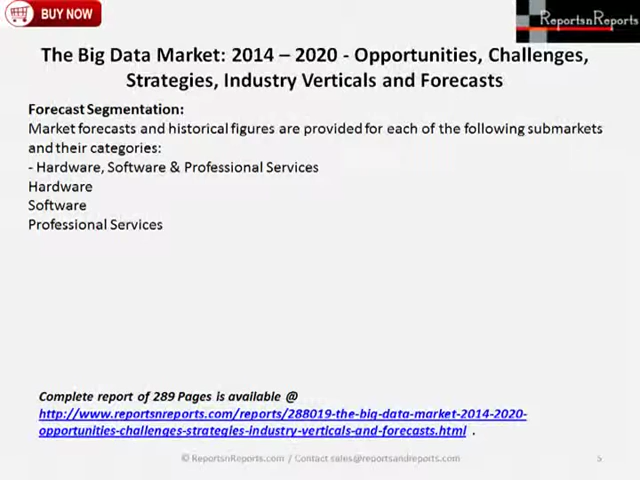 BUY NOW
ReportsnReports
The Big Data Market: 2014 – 2020 - Opportunities, Challenges,
Strategies, Industry Verticals and Forecasts
Forecast Segmentation:
Market forecasts and historical figures are provided for each of the following submarkets
and their categories:
- Hardware, Software & Professional Services
Hardware
Software
Professional Services
Complete report of 289 Pages is available @
http://www.reportsnreports.com/reports/288019-the-big-data-market-2014-2020-
opportunities-challenges-strategies-industry-verticals-and-forecasts.html .
© ReportsnReports.com / Contact sales@reportsandreports.com
5